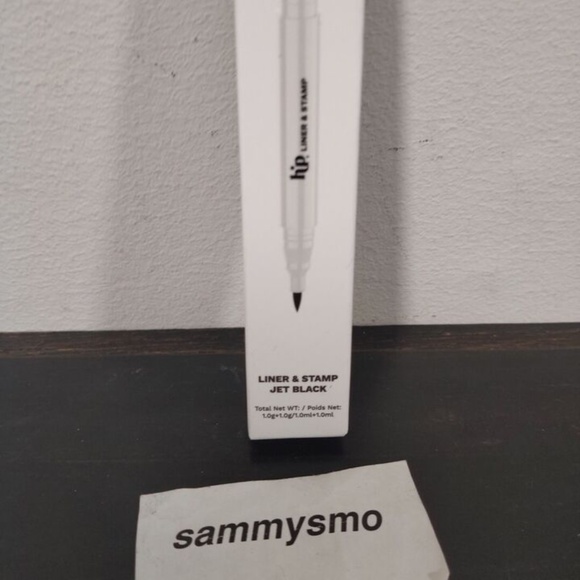 hip. LINER & STAMP
LINER & STAMP
JET BLACK
Total Net WT: / Poids Net:
1.0g+1.0g/1.0ml+1.0ml
sammysmo